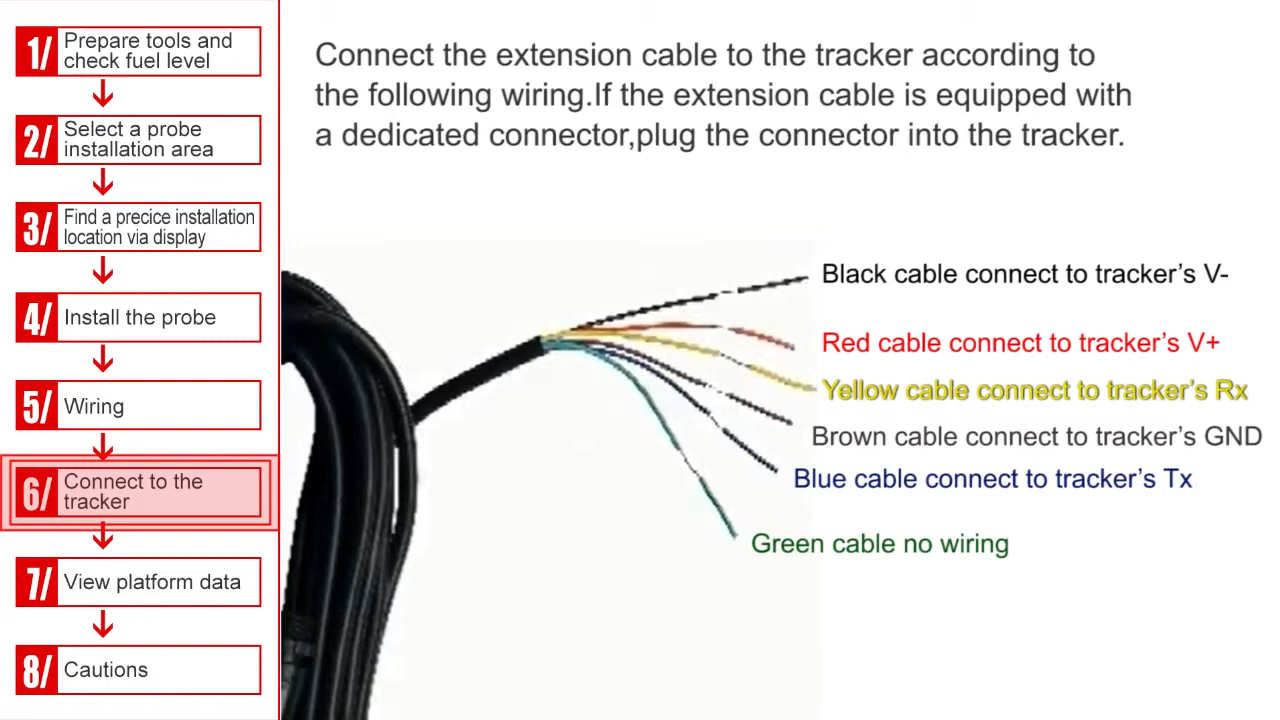 1/ Prepare tools and
check fuel level
2/ Select a probe
installation area
3/ Find a precice installation
location via display
4/ Install the probe
5/ Wiring
6/ Connect to the
tracker
7/ View platform data
8/ Cautions
Connect the extension cable to the tracker according to
the following wiring.If the extension cable is equipped with
a dedicated connector,plug the connector into the tracker.
Black cable connect to tracker’s V-
Red cable connect to tracker’s V+
Yellow cable connect to tracker’s Rx
Brown cable connect to tracker’s GND
Blue cable connect to tracker’s Tx
Green cable no wiring